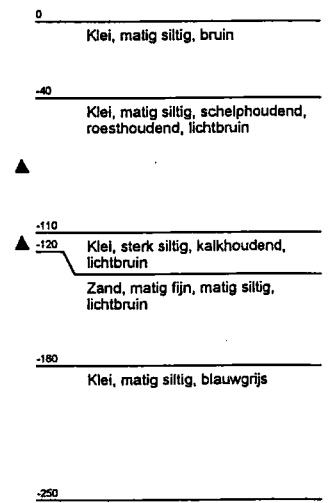 0
Klei, matig siltig, bruin
-40
Klei, matig siltig, schelphoudend,
roesthoudend, lichtbruin
-110
-120
Klei, sterk siltig, kalkhoudend,
lichtbruin
Zand, matig fijn, matig siltig,
lichtbruin
-180
Klei, matig siltig, blauwgrijs
-250